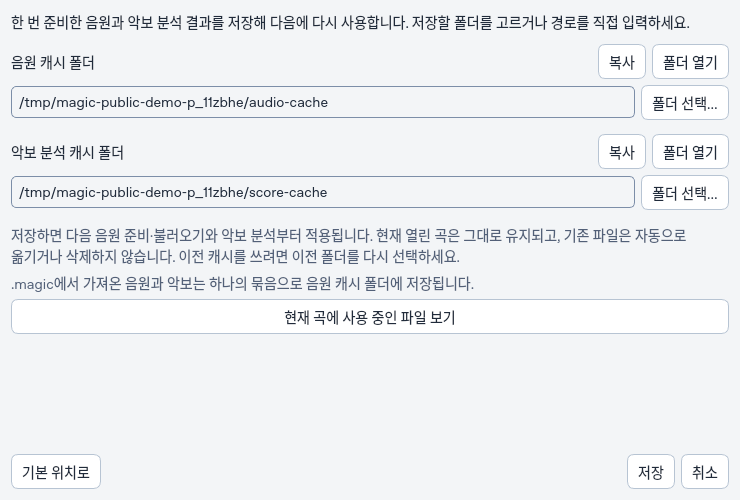 한 번 준비한 음원과 악보 분석 결과를 저장해 다음에 다시 사용합니다. 저장할 폴더를 고르거나 경로를 직접 입력하세요.
음원 캐시 폴더 복사 폴더 열기
/tmp/magic-public-demo-p_11zbhe/audio-cache 폴더 선택...
악보 분석 캐시 폴더 복사 폴더 열기
/tmp/magic-public-demo-p_11zbhe/score-cache 폴더 선택...
저장하면 다음 음원 준비·불러오기와 악보 분석부터 적용됩니다. 현재 열린 곡은 그대로 유지되고, 기존 파일은 자동으로
옮기거나 삭제하지 않습니다. 이전 캐시를 쓰려면 이전 폴더를 다시 선택하세요.
.magic에서 가져온 음원과 악보는 하나의 묶음으로 음원 캐시 폴더에 저장됩니다.
현재 곡에 사용 중인 파일 보기
기본 위치로 저장 취소